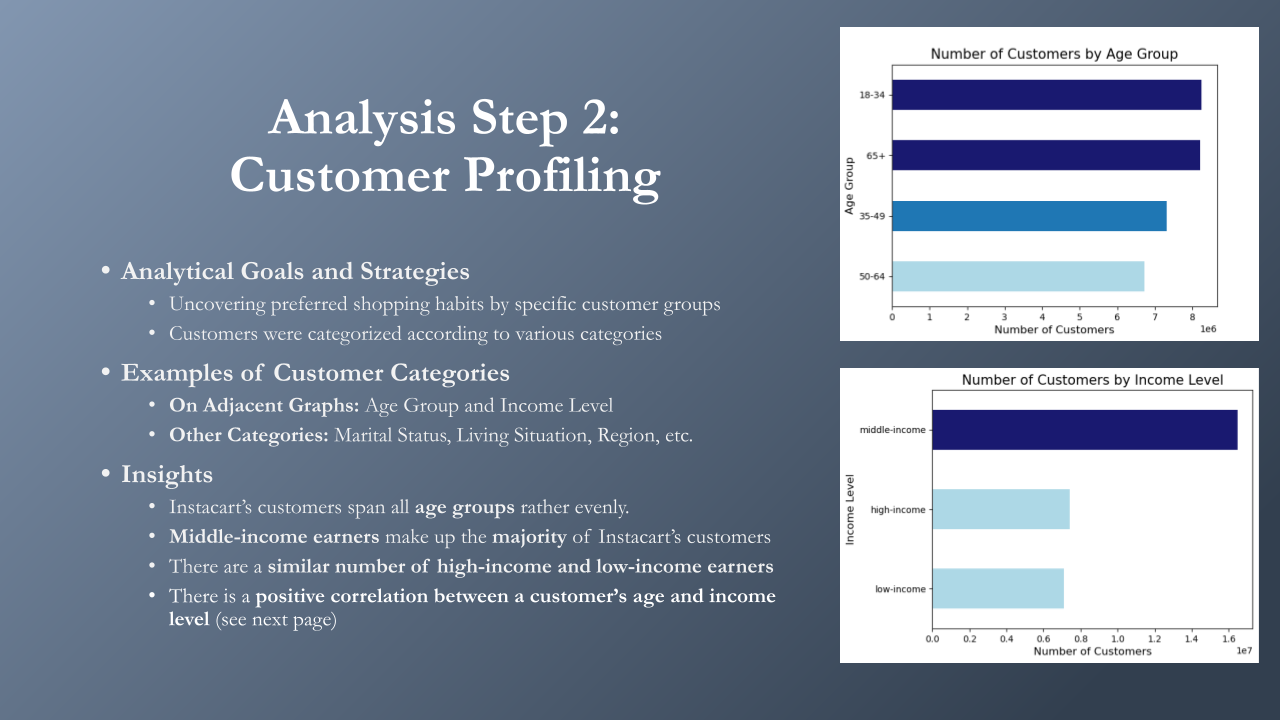 Analysis Step 2:
Customer Profiling
• Analytical Goals and Strategies
• Uncovering preferred shopping habits by specific customer groups
• Customers were categorized according to various categories
• Examples of Customer Categories
• On Adjacent Graphs: Age Group and Income Level
• Other Categories: Marital Status, Living Situation, Region, etc.
• Insights
• Instacart’s customers span all age groups rather evenly.
• Middle-income earners make up the majority of Instacart’s customers
• There are a similar number of high-income and low-income earners
• There is a positive correlation between a customer’s age and income
level (see next page)
Number of Customers by Age Group
Age Group
18-34
65+
35-49
50-64
0 1 2 3 4 5 6 7 8
Number of Customers
1e6
Number of Customers by Income Level
Income Level
middle-income
high-income
low-income
0.0 0.2 0.4 0.6 0.8 1.0 1.2 1.4 1.6
Number of Customers
1e7